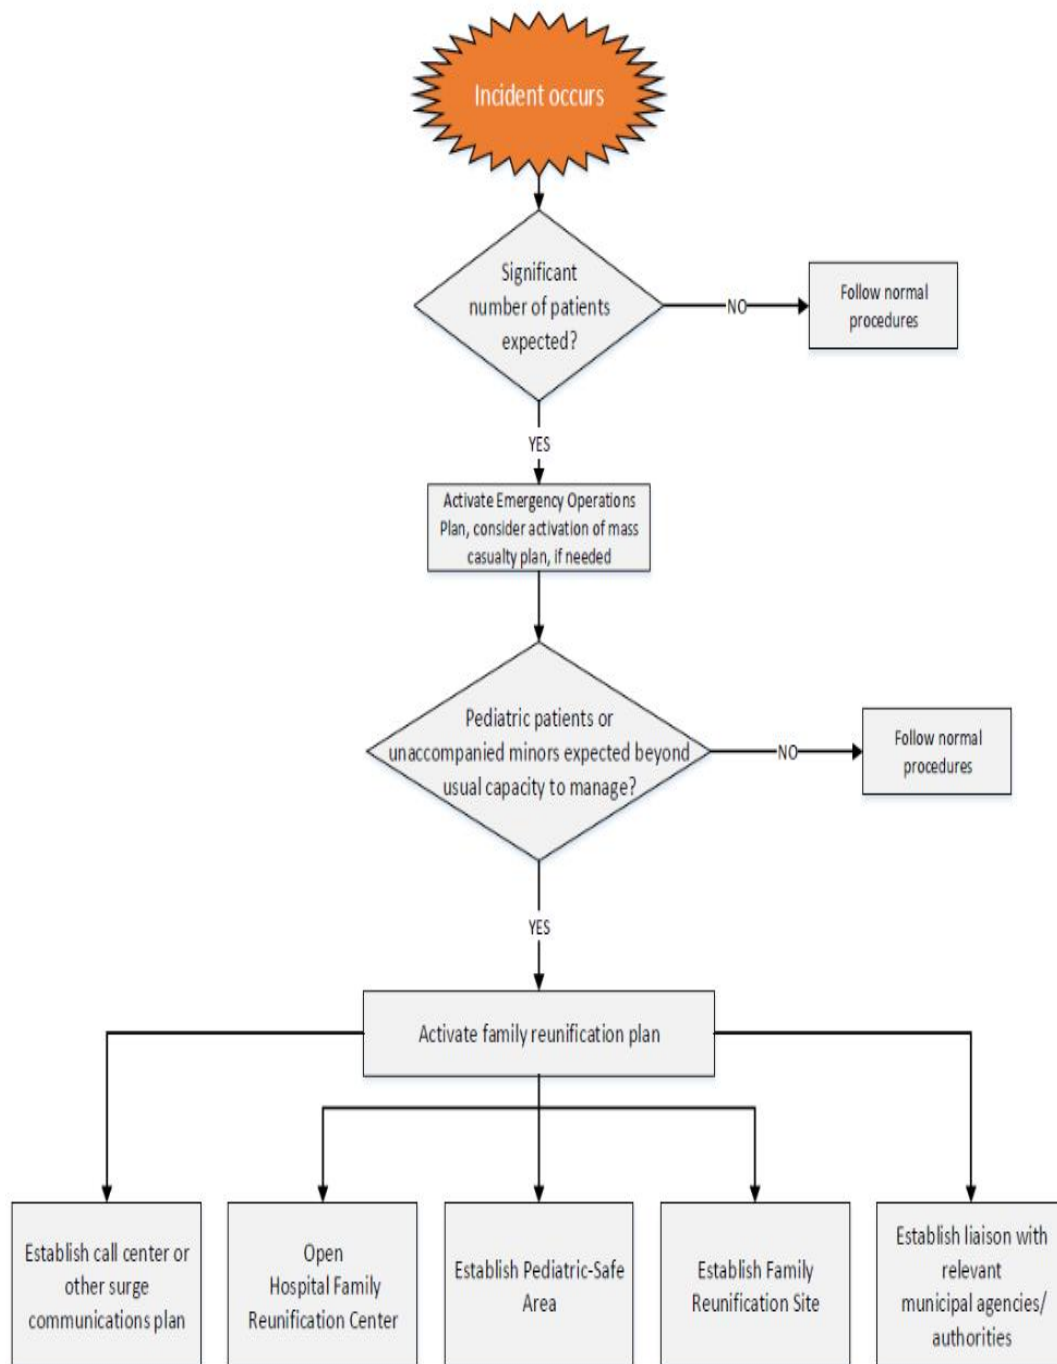 Incident occurs
Significant
number of patients
expected?
NO
Follow normal
procedures
YES
Activate Emergency Operations
Plan, consider activation of mass
casualty plan, if needed
Pediatric patients or
unaccompanied minors expected beyond
usual capacity to manage?
NO
Follow normal
procedures
YES
Activate family reunification plan
Establish call center or
other surge
communications plan
Open
Hospital Family
Reunification Center
Establish Pediatric-Safe
Area
Establish Family
Reunification Site
Establish liaison with
relevant
municipal agencies/
authorities